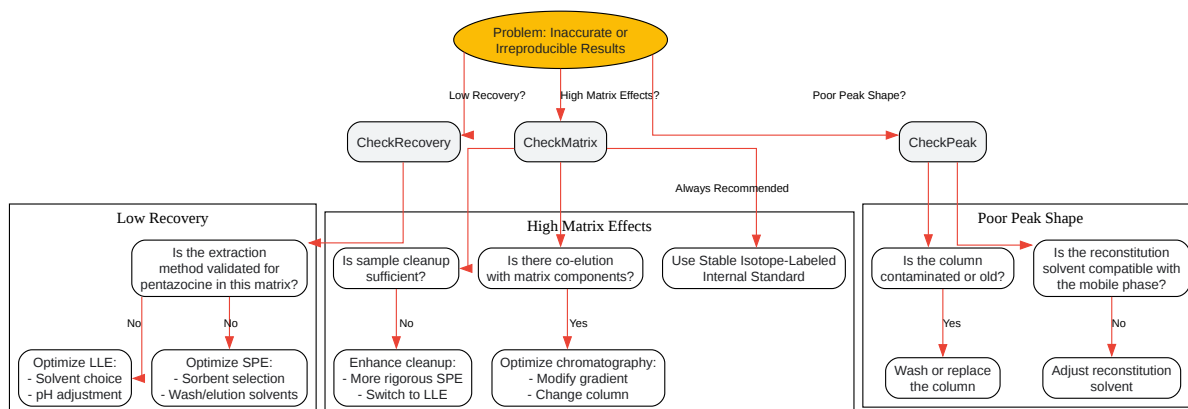 Problem: Inaccurate or
Irreproducible Results
Low Recovery?
High Matrix Effects?
Poor Peak Shape?
CheckRecovery
CheckMatrix
CheckPeak
Always Recommended
Low Recovery
Is the extraction
method validated for
pentazocine in this matrix?
No
No
Optimize LLE:
- Solvent choice
- pH adjustment
Optimize SPE:
- Sorbent selection
- Wash/elution solvents
High Matrix Effects
Is sample cleanup
sufficient?
Is there co-elution
with matrix components?
Use Stable Isotope-Labeled
Internal Standard
No
Yes
Enhance cleanup:
- More rigorous SPE
- Switch to LLE
Optimize chromatography:
- Modify gradient
- Change column
Poor Peak Shape
Is the column
contaminated or old?
Is the reconstitution
solvent compatible with
the mobile phase?
Yes
No
Wash or replace
the column
Adjust reconstitution
solvent